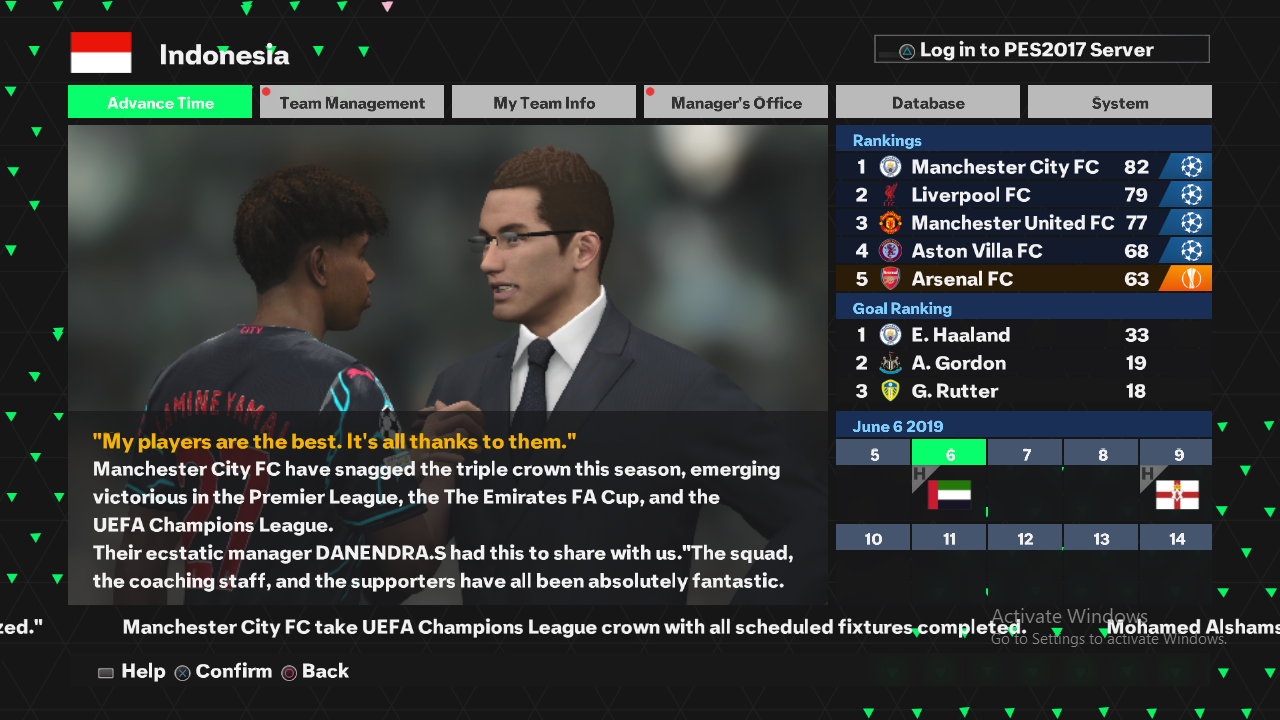 Indonesia
Log in to PES2017 Server
Advance Time
Team Management
My Team Info
Manager's Office
Database
System
Rankings
1 Manchester City FC 82
2 Liverpool FC 79
3 Manchester United FC 77
4 Aston Villa FC 68
5 Arsenal FC 63
Goal Ranking
1 E. Haaland 33
2 A. Gordon 19
3 G. Rutter 18
June 6 2019
5 6 7 8 9
H H
10 11 12 13 14
CITY
LAMINE YAMAL
"My players are the best. It's all thanks to them."
Manchester City FC have snagged the triple crown this season, emerging
victorious in the Premier League, the The Emirates FA Cup, and the
UEFA Champions League.
Their ecstatic manager DANENDRA.S had this to share with us."The squad,
the coaching staff, and the supporters have all been absolutely fantastic.
zed." Manchester City FC take UEFA Champions League crown with all scheduled fixtures completed. Mohamed Alshams
Activate Windows
Go to Settings to activate Windows.
Help Confirm Back